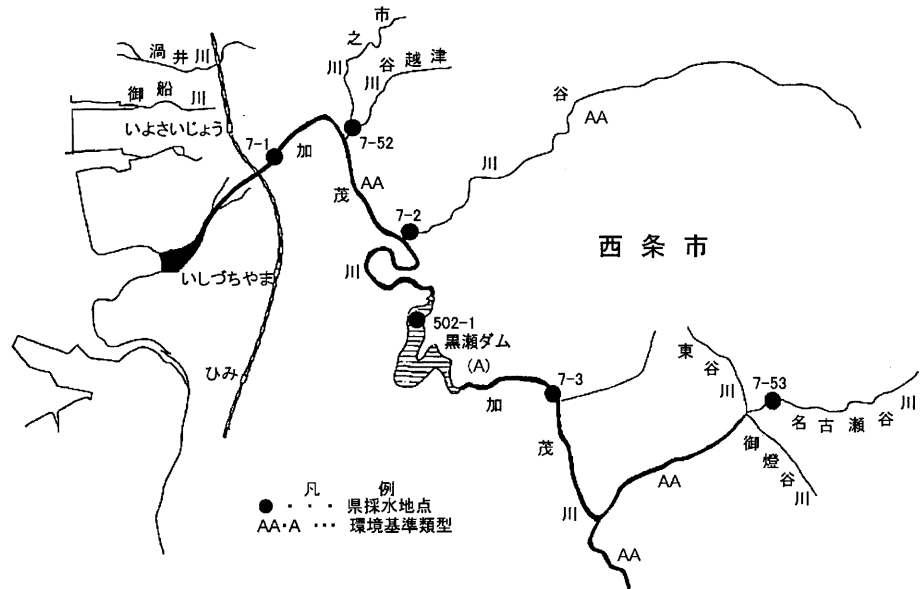 渦井川
御船川
いよさいじょう
7-1
加茂川
市之川
谷越津川
7-52
AA
7-2
谷川
AA
西条市
いしづちやま
ひみ
502-1
黒瀬ダム
(A)
加茂川
7-3
東谷川
7-53
名古瀬谷川
御燈谷川
AA
AA
凡 例
●・・・県採水地点
AA・A ・・・ 環境基準類型